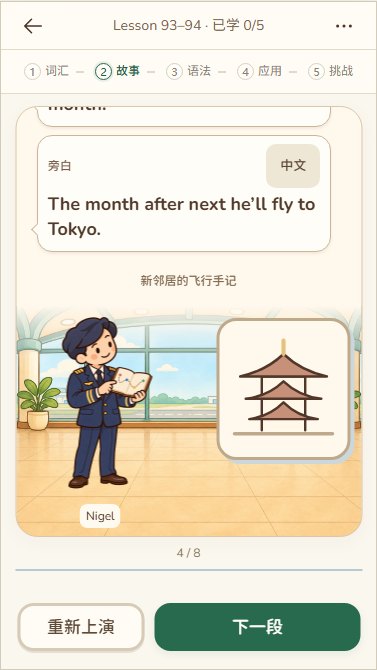 Lesson 93–94 · 已学 0/5
1 词汇 2 故事 3 语法 4 应用 5 挑战
month.
旁白
中文
The month after next he’ll fly to
Tokyo.
新邻居的飞行手记
Nigel
4 / 8
重新上演
下一段